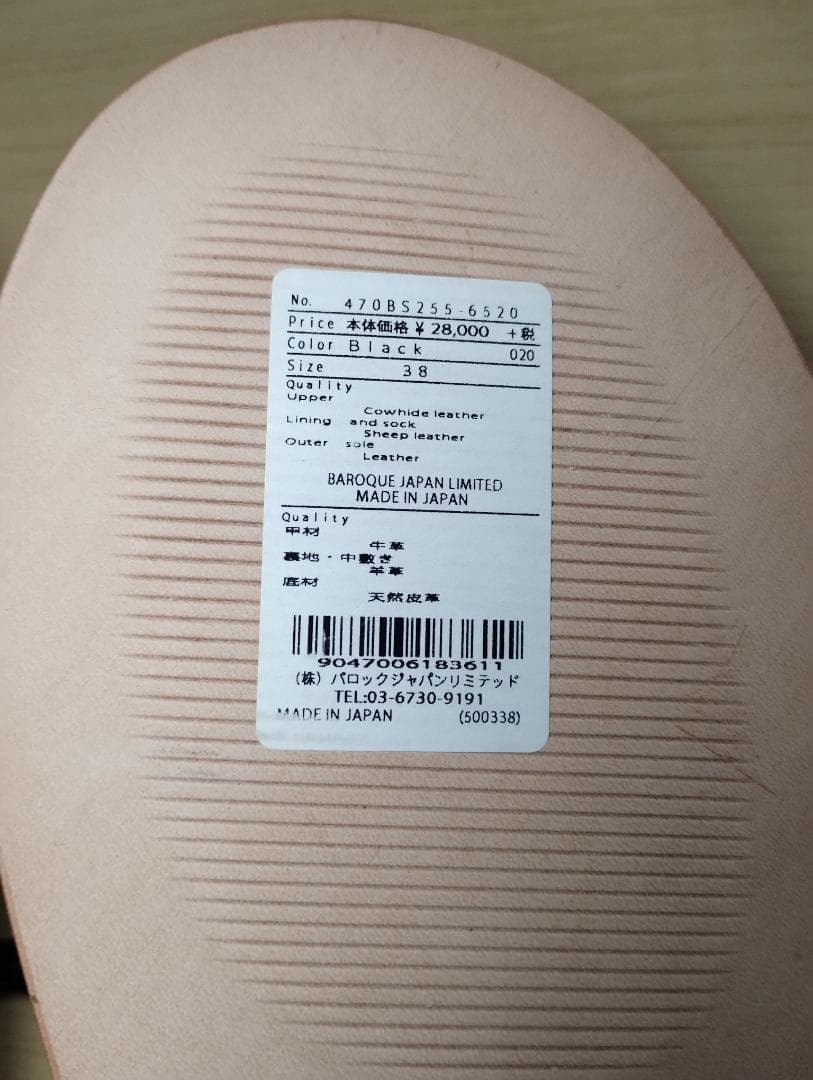 No. 470BS255-6520
Price 本体価格 ¥ 28,000 +税
Color Black 020
Size 38
Quality
Upper
Cowhide leather
Lining and sock
Sheep leather
Outer sole
Leather
BAROQUE JAPAN LIMITED
MADE IN JAPAN
Quality
甲材
牛革
裏地・中敷き
羊革
底材
天然皮革
9047006183611
(株) バロックジャパンリミテッド
TEL:03-6730-9191
MADE IN JAPAN (500338)